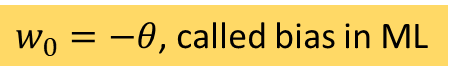 w₀ = −θ, called bias in ML